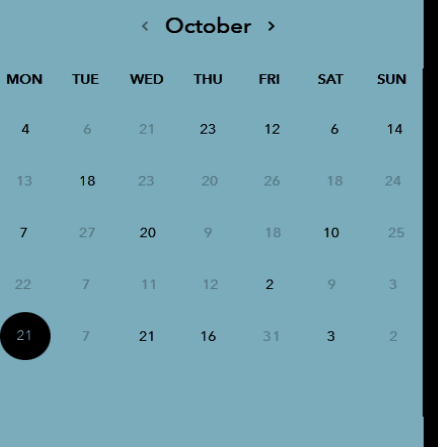 ‹ October ›
MON TUE WED THU FRI SAT SUN
4 6 21 23 12 6 14
13 18 23 20 26 18 24
7 27 20 9 18 10 25
22 7 11 12 2 9 3
21 7 21 16 31 3 2